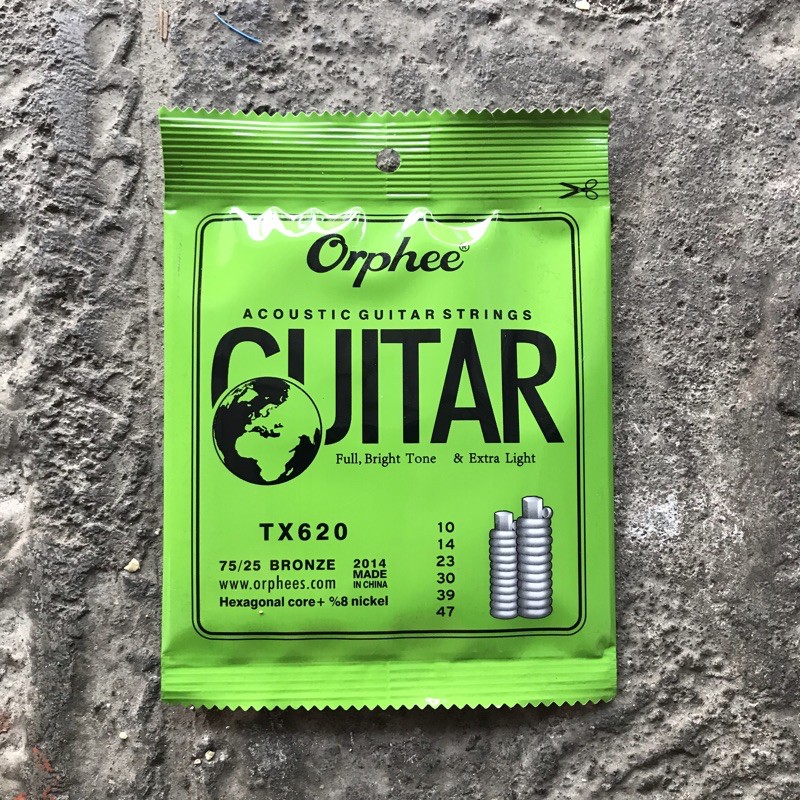 Orphee®
ACOUSTIC GUITAR STRINGS
GUITAR
Full, Bright Tone & Extra Light
TX620
75/25 BRONZE
www.orphees.com
2014
MADE
IN CHINA
Hexagonal core+ %8 nickel
10
14
23
30
39
47